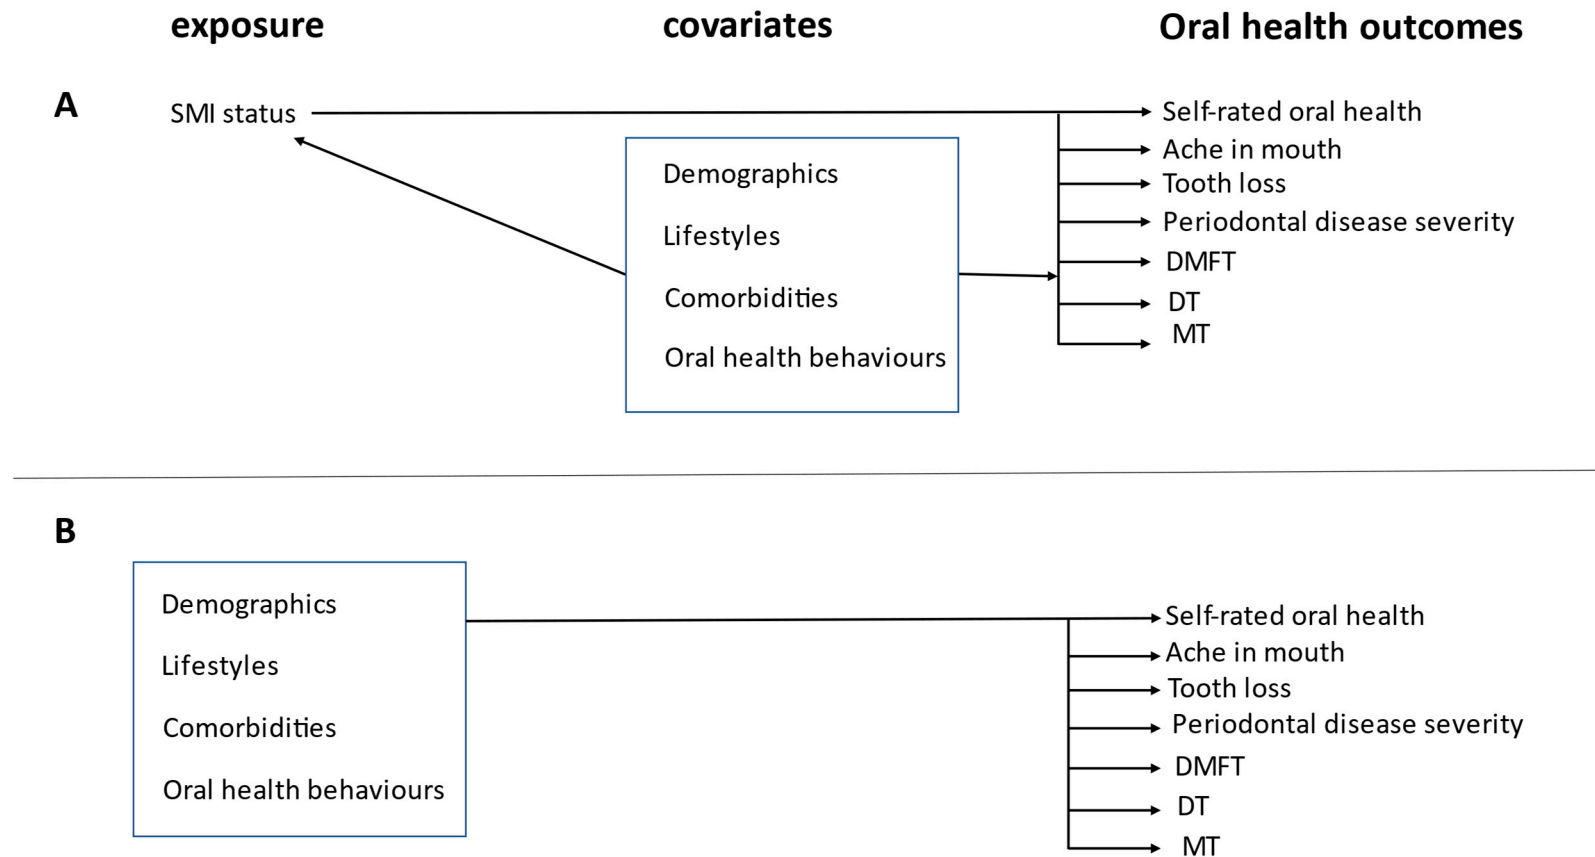 exposure
covariates
Oral health outcomes
A
SMI status
Demographics
Lifestyles
Comorbidities
Oral health behaviours
Self-rated oral health
Ache in mouth
Tooth loss
Periodontal disease severity
DMFT
DT
MT
B
Demographics
Lifestyles
Comorbidities
Oral health behaviours
Self-rated oral health
Ache in mouth
Tooth loss
Periodontal disease severity
DMFT
DT
MT